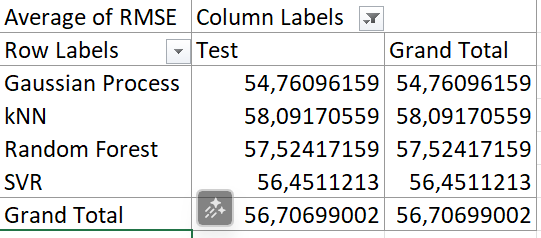 Average of RMSE Column Labels
Row Labels Test Grand Total
Gaussian Process 54,76096159 54,76096159
kNN 58,09170559 58,09170559
Random Forest 57,52417159 57,52417159
SVR 56,4511213 56,4511213
Grand Total 56,70699002 56,70699002